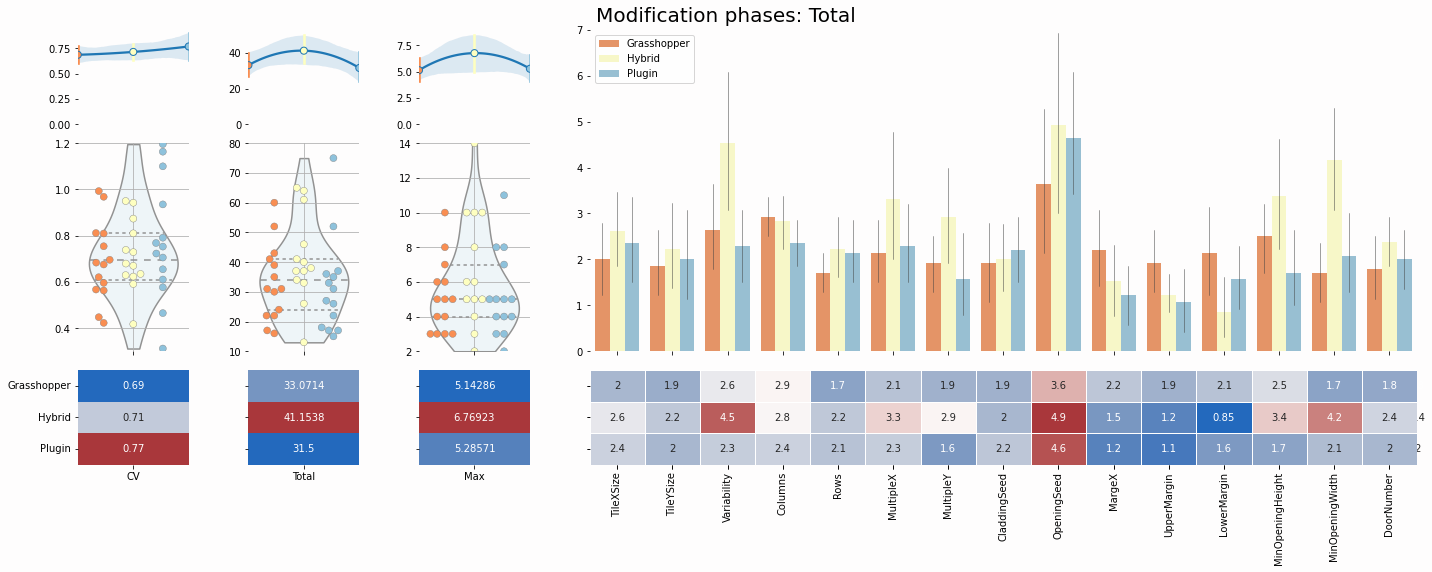 Modification phases: Total
0.75
0.50
0.25
0.00
40
20
0
7.5
5.0
2.5
0.0
1.2
1.0
0.8
0.6
0.4
80
70
60
50
40
30
20
10
14
12
10
8
6
4
2
7
6
5
4
3
2
1
0
Grasshopper
Hybrid
Plugin
Grasshopper 0.69 33.0714 5.14286 2 1.9 2.6 2.9 1.7 2.1 1.9 1.9 3.6 2.2 1.9 2.1 2.5 1.7 1.8
Hybrid 0.71 41.1538 6.76923 2.6 2.2 4.5 2.8 2.2 3.3 2.9 2 4.9 1.5 1.2 0.85 3.4 4.2 2.4 .4
Plugin 0.77 31.5 5.28571 2.4 2 2.3 2.4 2.1 2.3 1.6 2.2 4.6 1.2 1.1 1.6 1.7 2.1 2 2
CV Total Max
TileXSize
TileYSize
Variability
Columns
Rows
MultipleX
MultipleY
CladdingSeed
OpeningSeed
MargeX
UpperMargin
LowerMargin
MinOpeningHeight
MinOpeningWidth
DoorNumber